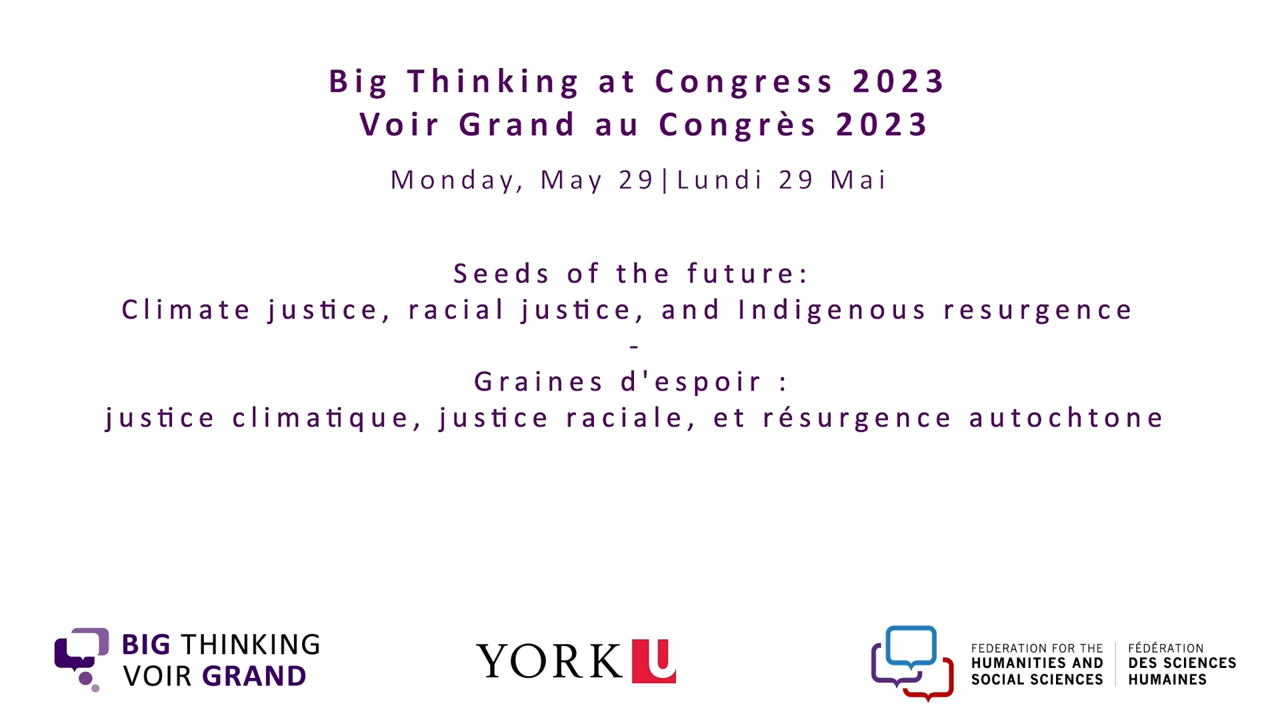 Big Thinking at Congress 2023
Voir Grand au Congrès 2023
Monday, May 29|Lundi 29 Mai
Seeds of the future:
Climate justice, racial justice, and Indigenous resurgence
-
Graines d'espoir :
justice climatique, justice raciale, et résurgence autochtone
BIG THINKING
VOIR GRAND
YORK U
FEDERATION FOR THE
HUMANITIES AND
SOCIAL SCIENCES
FÉDÉRATION
DES SCIENCES
HUMAINES